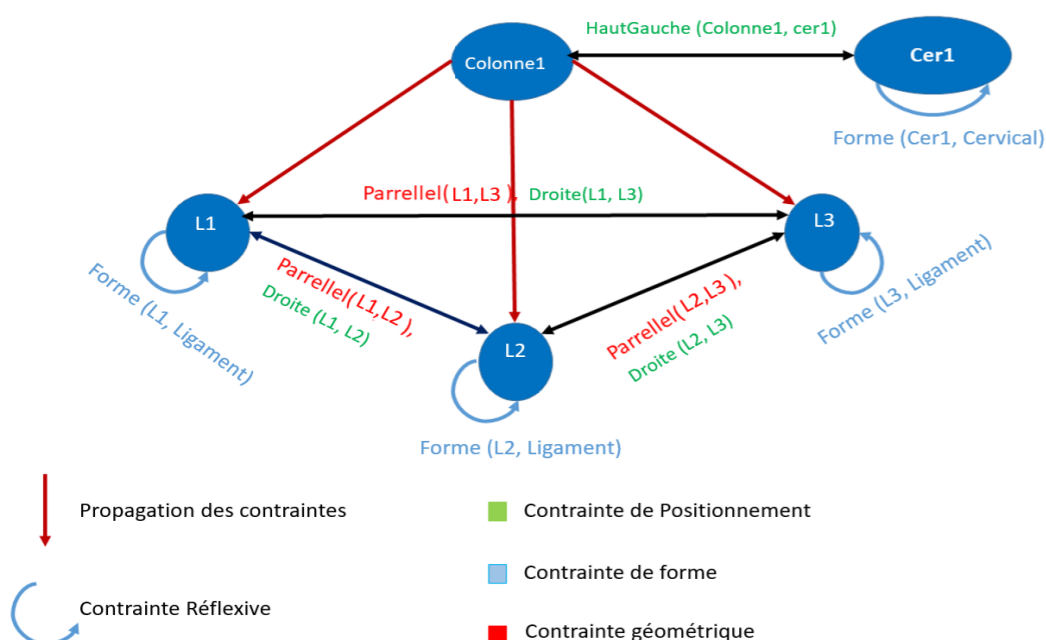 HautGauche (Colonne1, cer1)
Colonne1
Cer1
Forme (Cer1, Cervical)
Parrellel( L1,L3 ), Droite(L1, L3)
L1
L3
Forme (L1, Ligament)
Parrellel( L1,L2 ),
Droite (L1, L2)
Parrellel( L2,L3 ),
Droite (L2, L3)
Forme (L3, Ligament)
L2
Forme (L2, Ligament)
Propagation des contraintes
Contrainte de Positionnement
Contrainte de forme
Contrainte Réflexive
Contrainte géométrique